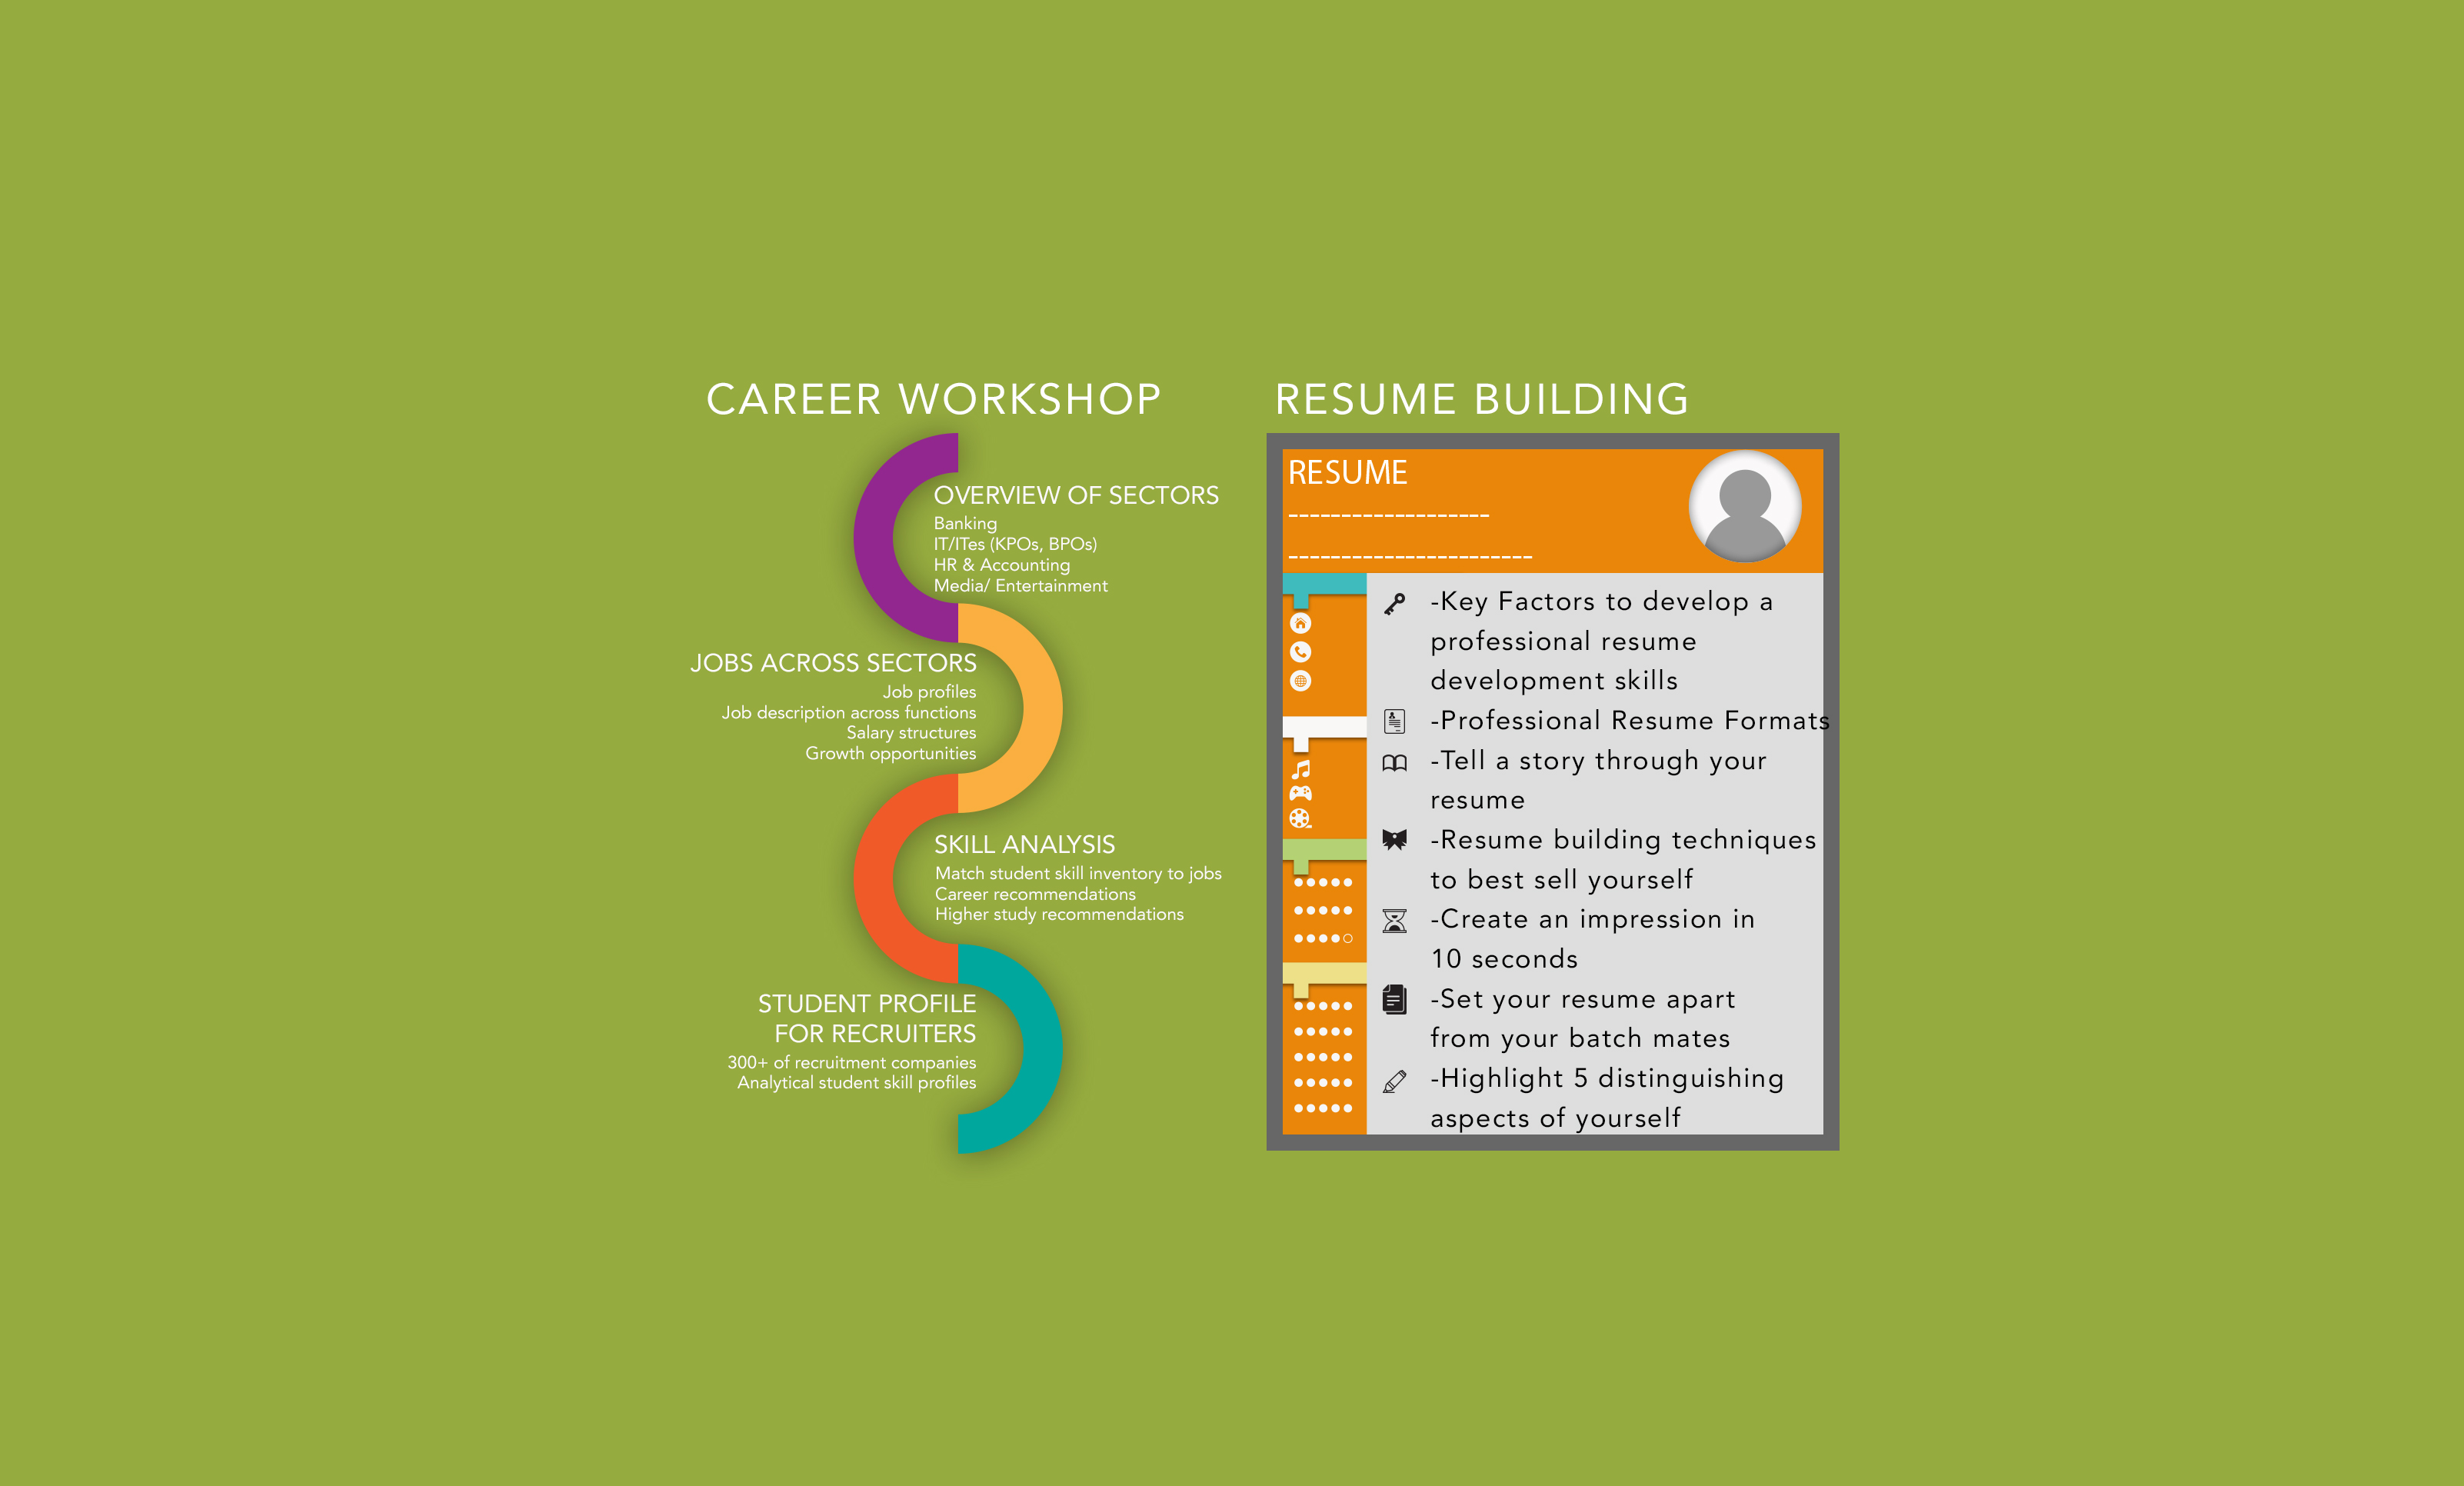 CAREER WORKSHOP
OVERVIEW OF SECTORS
Banking
IT/ITes (KPOs, BPOs)
HR & Accounting
Media/ Entertainment
JOBS ACROSS SECTORS
Job profiles
Job description across functions
Salary structures
Growth opportunities
SKILL ANALYSIS
Match student skill inventory to jobs
Career recommendations
Higher study recommendations
STUDENT PROFILE
FOR RECRUITERS
300+ of recruitment companies
Analytical student skill profiles
RESUME BUILDING
RESUME
-Key Factors to develop a
professional resume
development skills
-Professional Resume Formats
-Tell a story through your
resume
-Resume building techniques
to best sell yourself
-Create an impression in
10 seconds
-Set your resume apart
from your batch mates
-Highlight 5 distinguishing
aspects of yourself